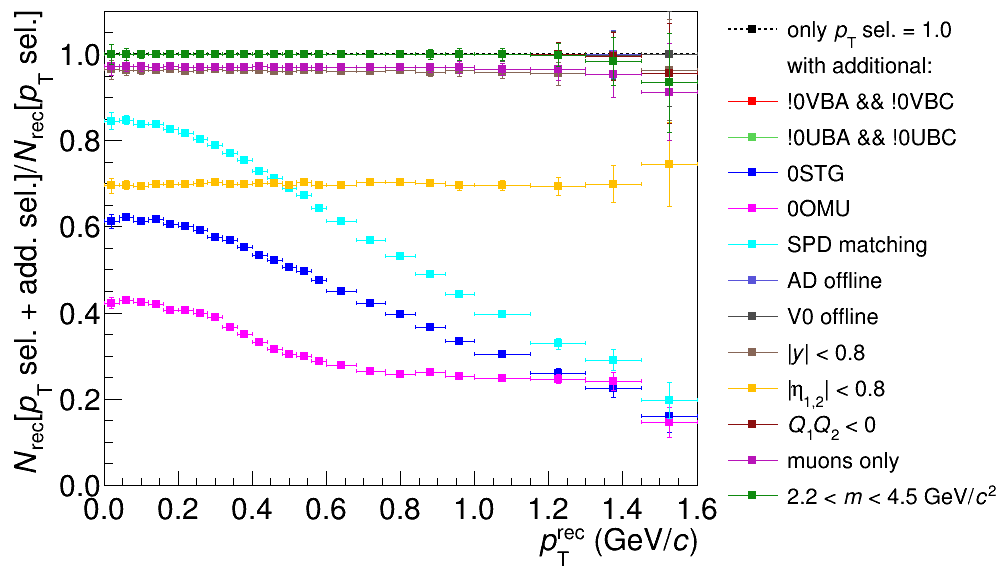 N_rec[p_T sel. + add. sel.]/N_rec[p_T sel.]
1.0
0.8
0.6
0.4
0.2
0.0
0.0 0.2 0.4 0.6 0.8 1.0 1.2 1.4 1.6
p_T^rec (GeV/c)
only p_T sel. = 1.0
with additional:
!0VBA && !0VBC
!0UBA && !0UBC
0STG
0OMU
SPD matching
AD offline
V0 offline
|y| < 0.8
|η_1,2| < 0.8
Q_1Q_2 < 0
muons only
2.2 < m < 4.5 GeV/c^2